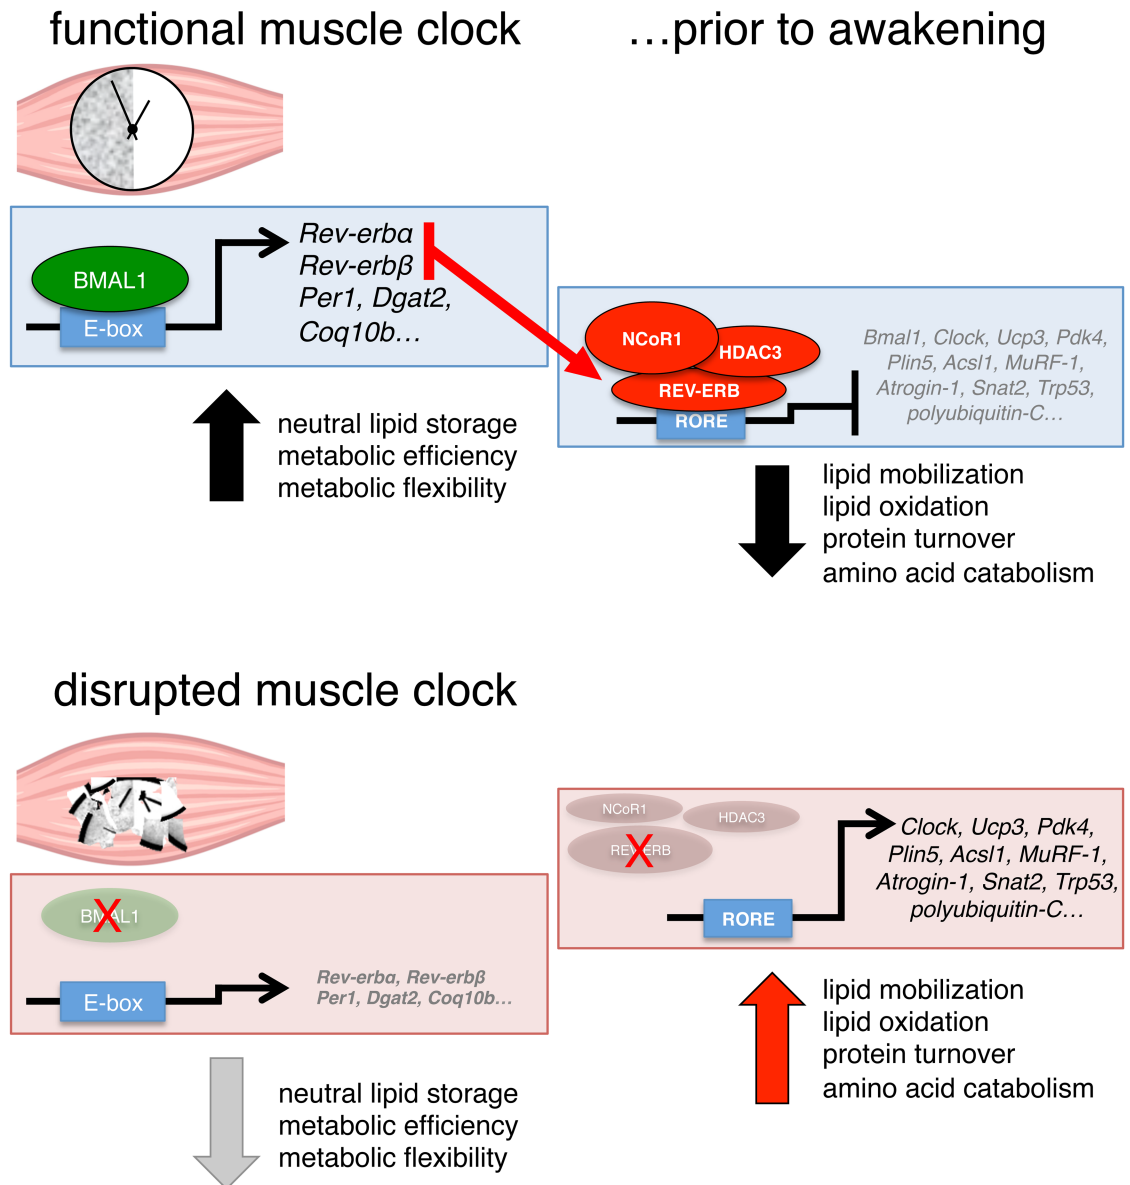 functional muscle clock
...prior to awakening
BMAL1
E-box
Rev-erbα
Rev-erbβ
Per1, Dgat2,
Coq10b...
NCoR1
HDAC3
REV-ERB
RORE
Bmal1, Clock, Ucp3, Pdk4,
Plin5, Acsl1, MuRF-1,
Atrogin-1, Snat2, Trp53,
polyubiquitin-C...
neutral lipid storage
metabolic efficiency
metabolic flexibility
lipid mobilization
lipid oxidation
protein turnover
amino acid catabolism
disrupted muscle clock
BMAL1
X
E-box
Rev-erbα, Rev-erbβ
Per1, Dgat2, Coq10b...
NCoR1
HDAC3
REV-ERB
X
RORE
Clock, Ucp3, Pdk4,
Plin5, Acsl1, MuRF-1,
Atrogin-1, Snat2, Trp53,
polyubiquitin-C...
neutral lipid storage
metabolic efficiency
metabolic flexibility
lipid mobilization
lipid oxidation
protein turnover
amino acid catabolism